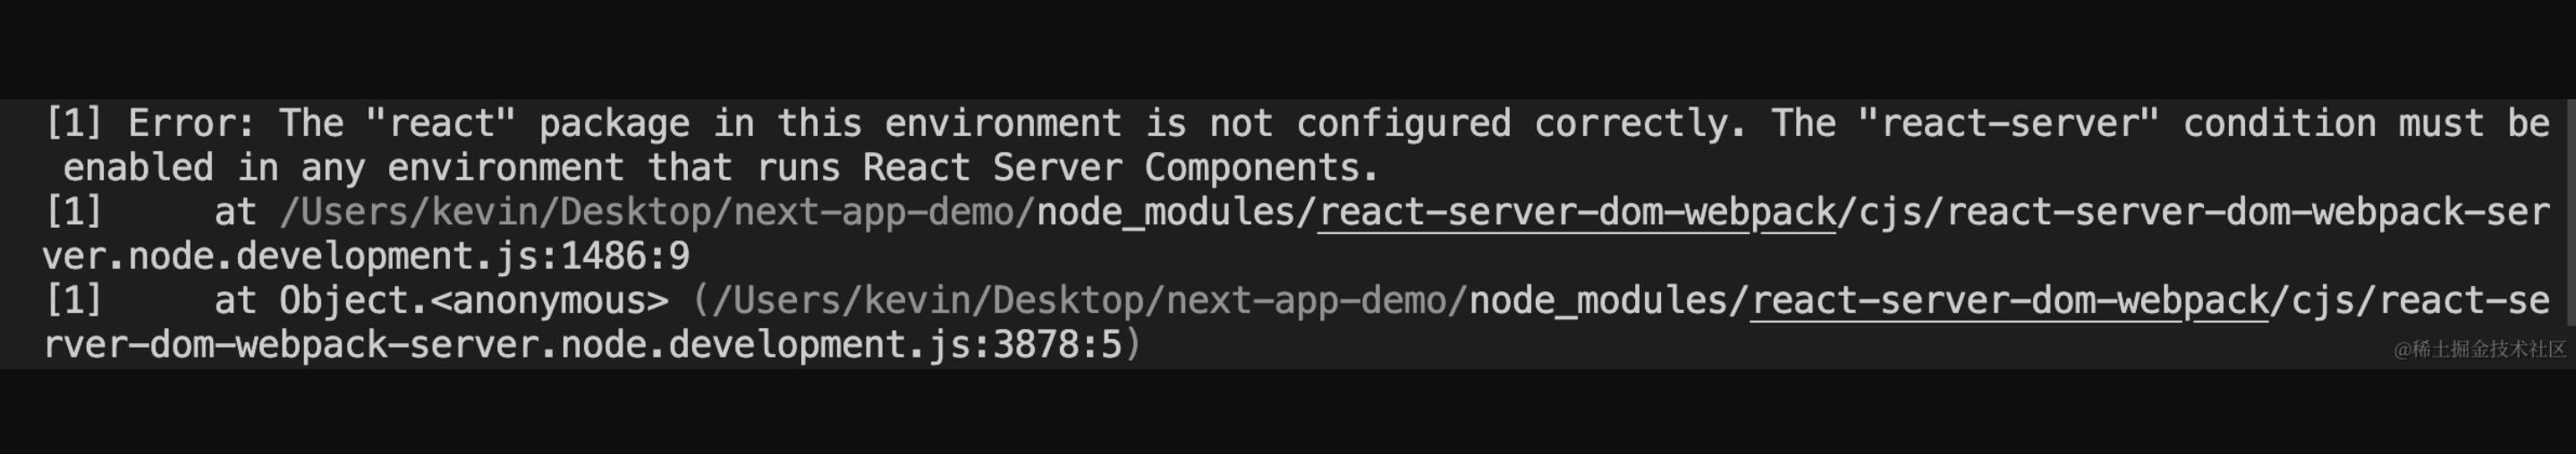 [1] Error: The "react" package in this environment is not configured correctly. The "react-server" condition must be
enabled in any environment that runs React Server Components.
[1]     at /Users/kevin/Desktop/next-app-demo/node_modules/react-server-dom-webpack/cjs/react-server-dom-webpack-ser
ver.node.development.js:1486:9
[1]     at Object.<anonymous> (/Users/kevin/Desktop/next-app-demo/node_modules/react-server-dom-webpack/cjs/react-se
rver-dom-webpack-server.node.development.js:3878:5)
@稀土掘金技术社区